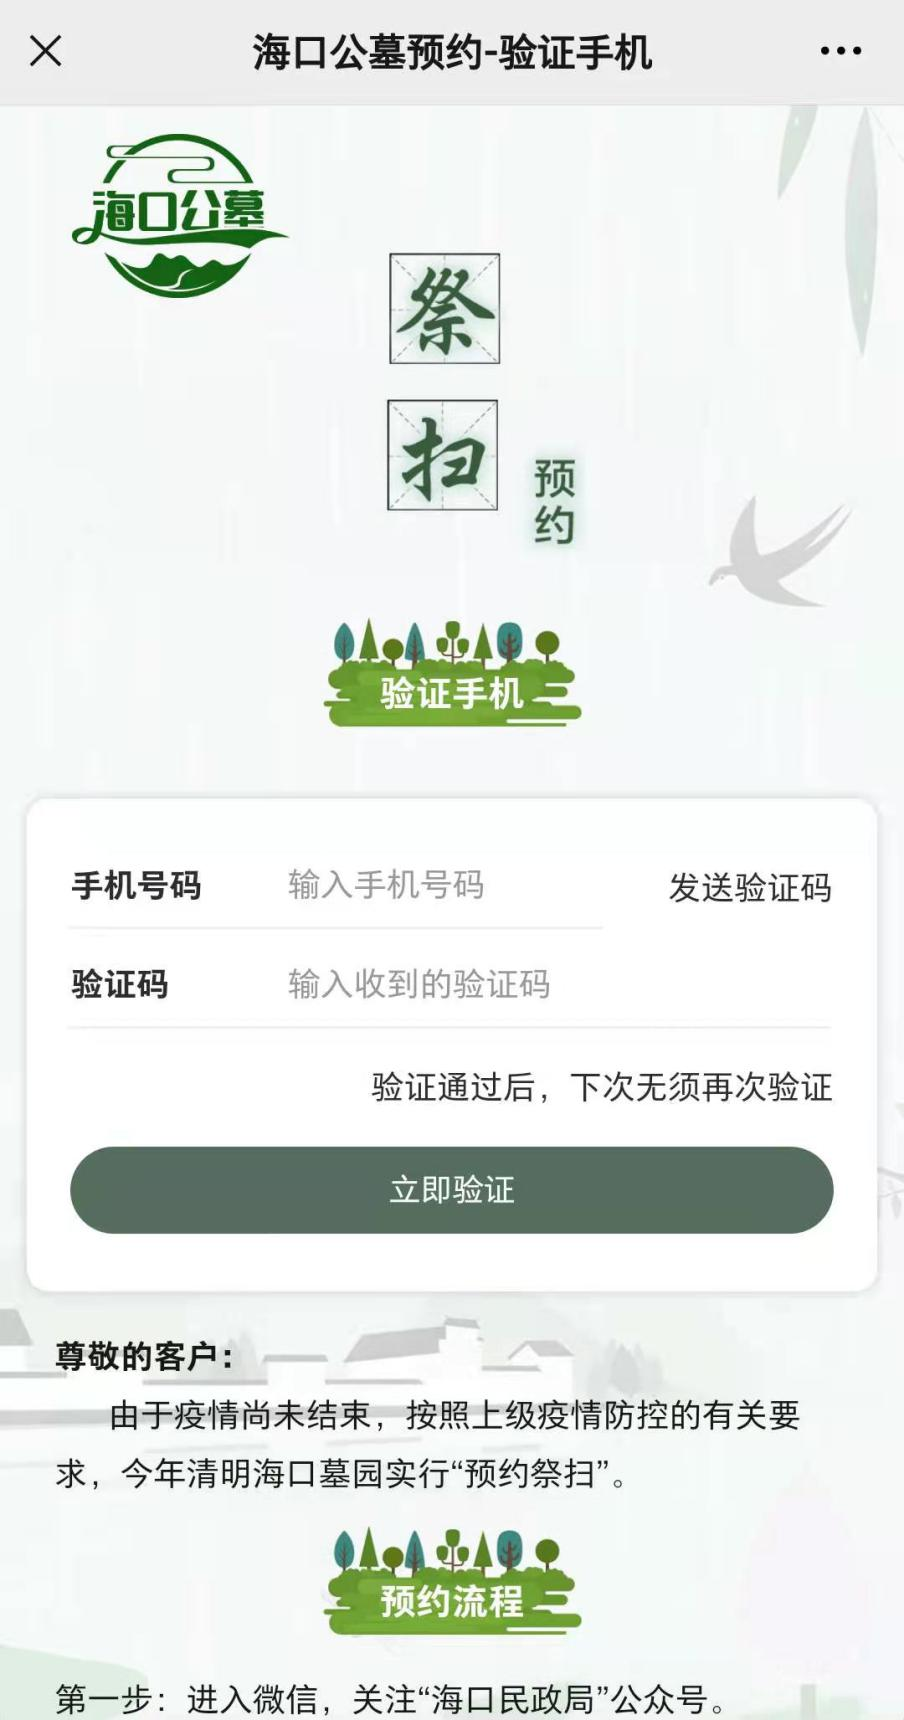 海口公墓预约-验证手机
海口公墓
祭
扫
预
约
验证手机
手机号码 输入手机号码 发送验证码
验证码 输入收到的验证码
验证通过后，下次无须再次验证
立即验证
尊敬的客户：
由于疫情尚未结束，按照上级疫情防控的有关要
求，今年清明海口墓园实行“预约祭扫”。
预约流程
第一步：进入微信，关注“海口民政局”公众号。